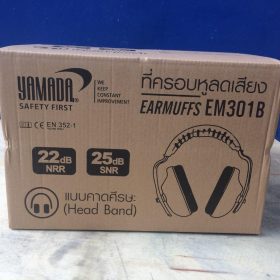 YAMADA
SAFETY FIRST
WE
KEEP
CONSTANT
IMPROVEMENT
ที่ครอบหูลดเสียง
EARMUFFS EM301B
CE EN.352-1
22dB
NRR
25dB
SNR
แบบคาดศีรษะ
(Head Band)